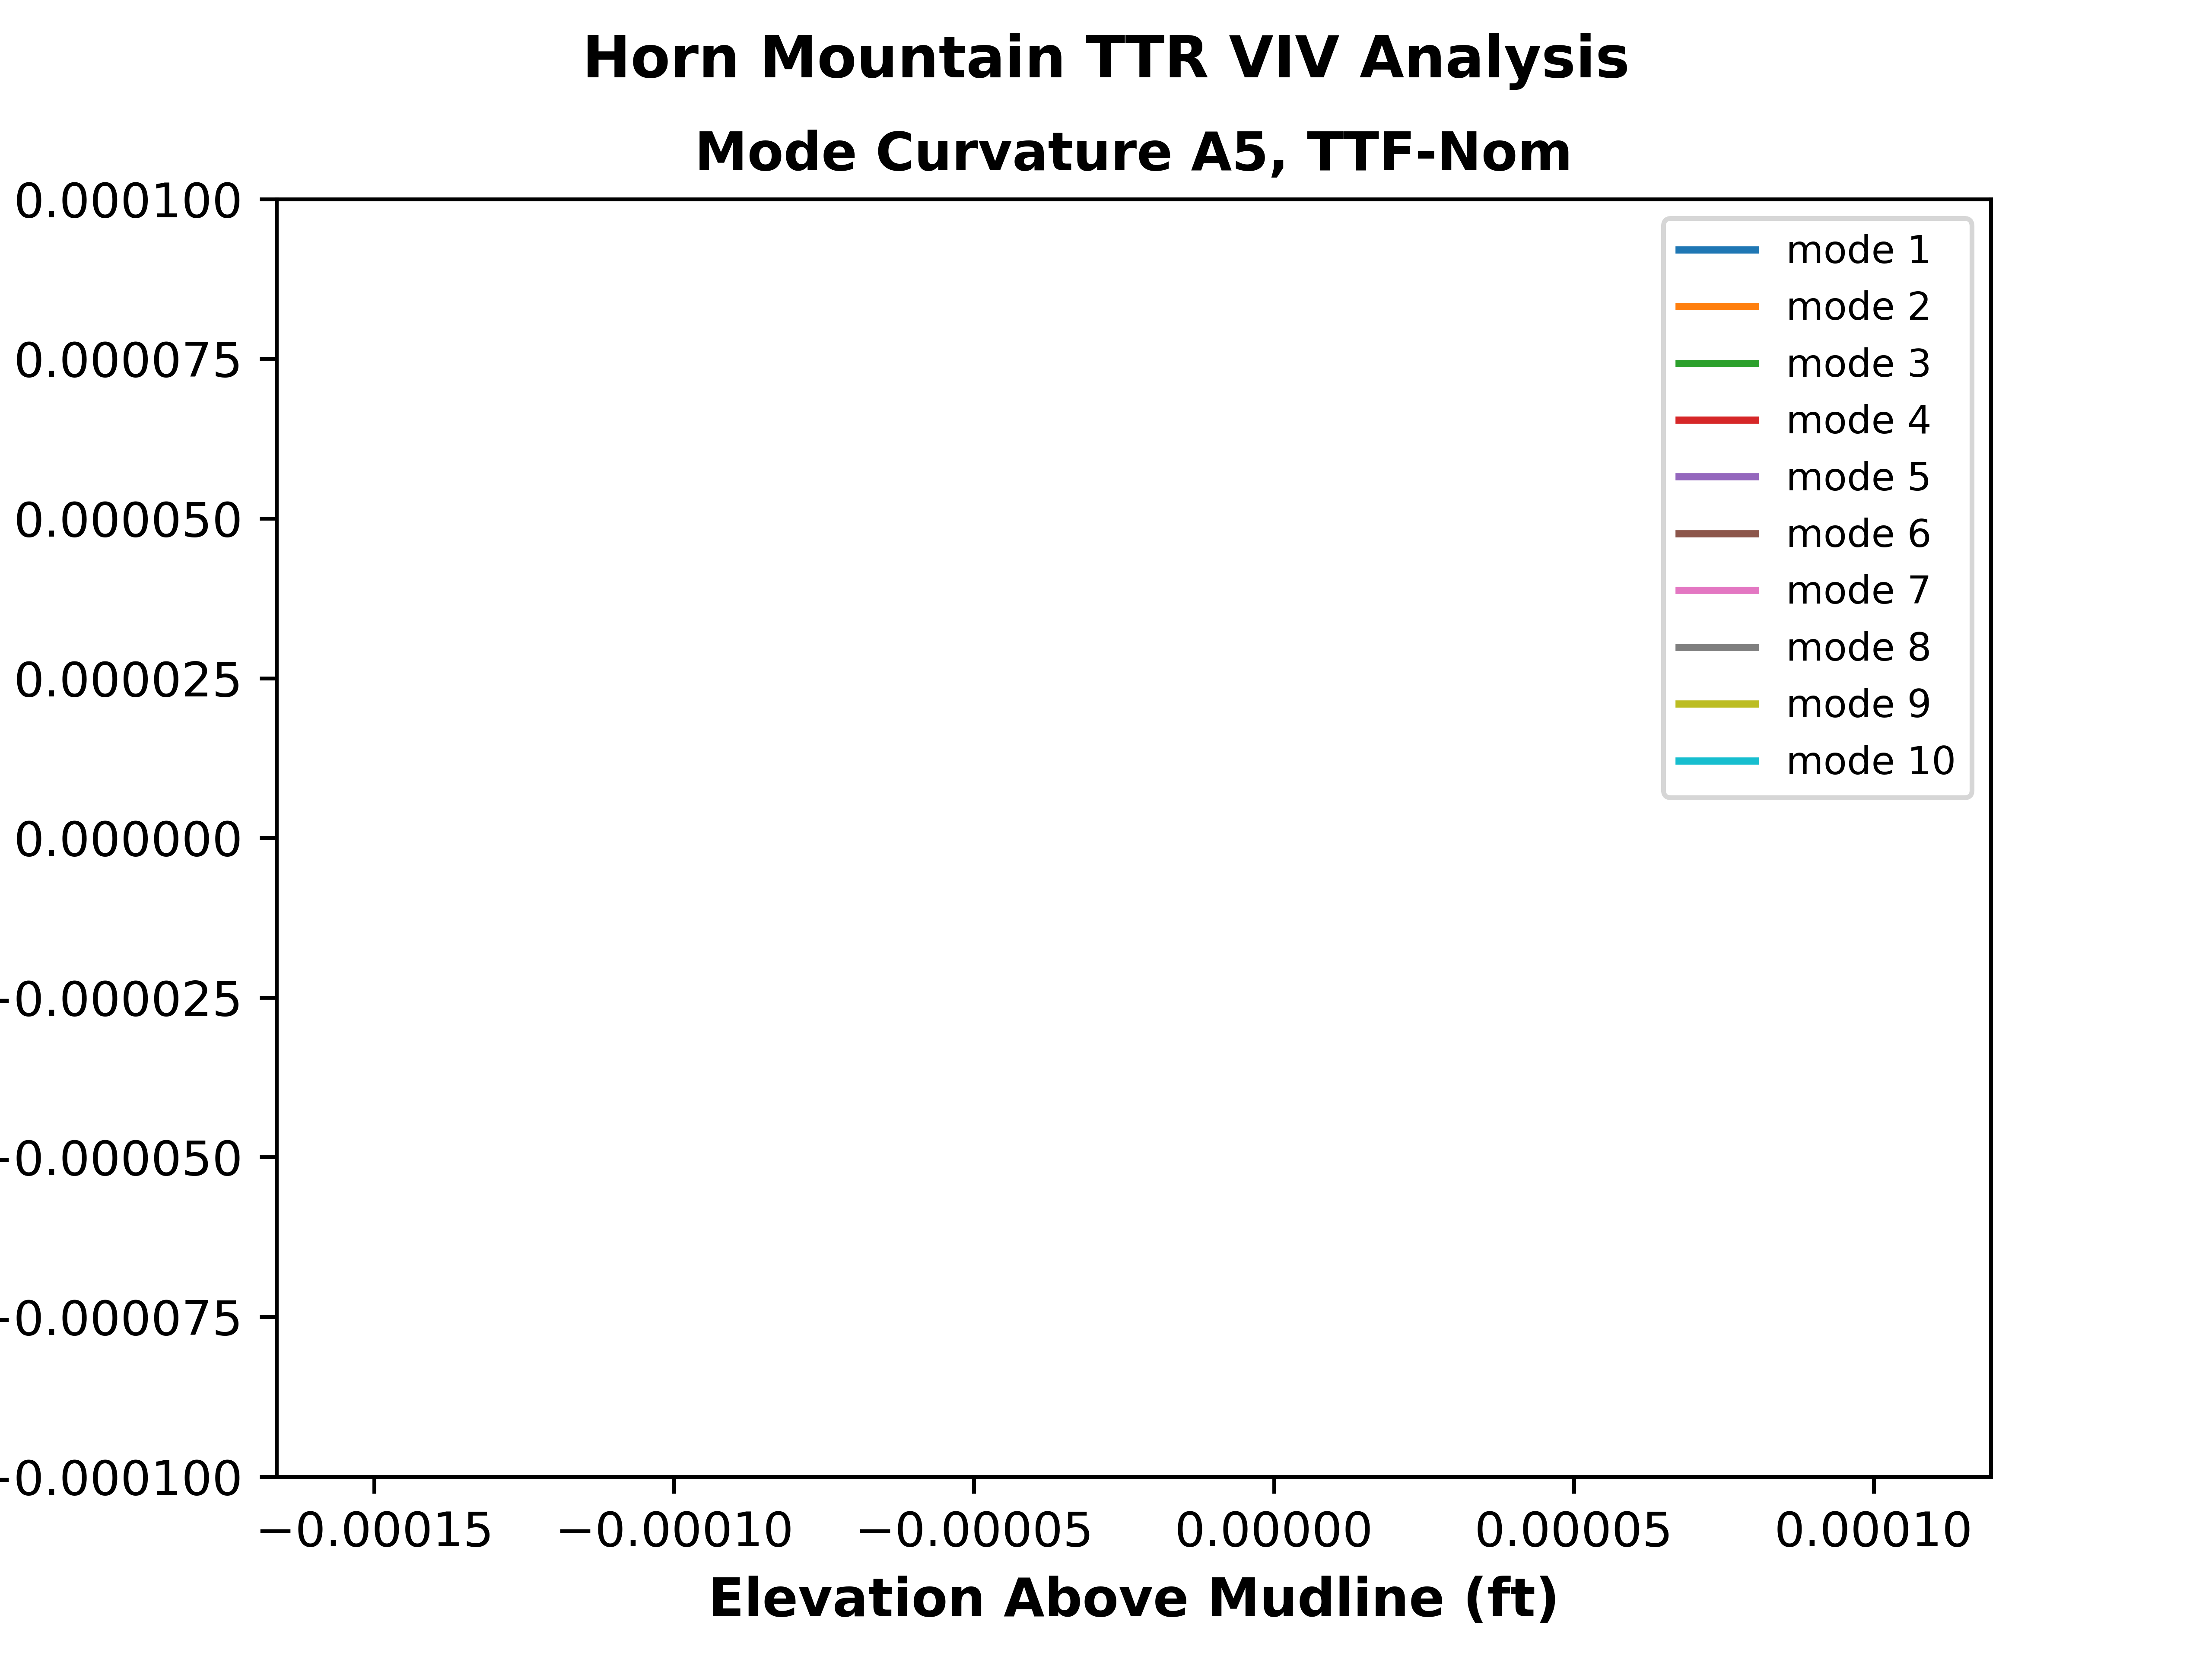 Horn Mountain TTR VIV Analysis
Mode Curvature A5, TTF-Nom
0.000100
0.000075
0.000050
0.000025
0.000000
-0.000025
-0.000050
-0.000075
-0.000100
mode 1
mode 2
mode 3
mode 4
mode 5
mode 6
mode 7
mode 8
mode 9
mode 10
−0.00015 −0.00010 −0.00005 0.00000 0.00005 0.00010
Elevation Above Mudline (ft)